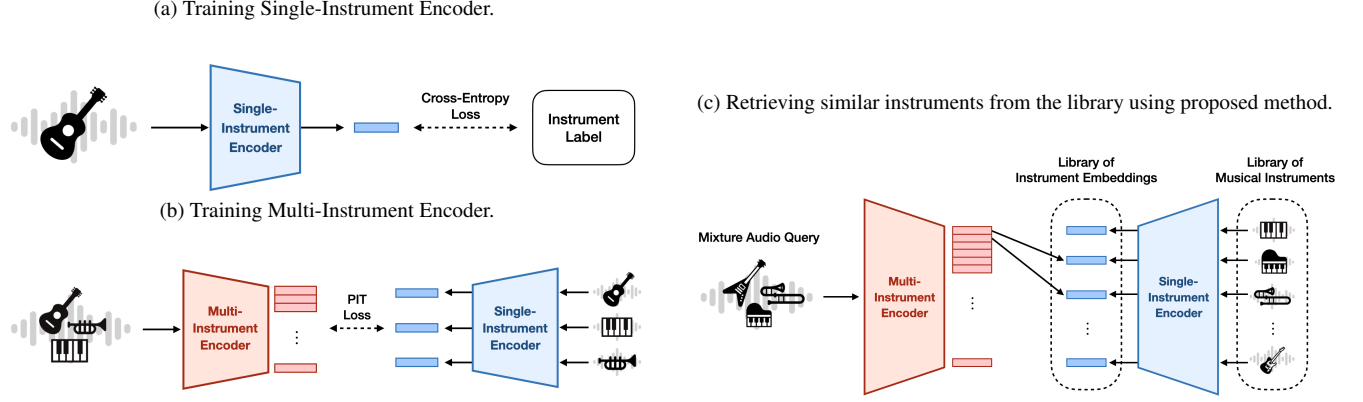 (a) Training Single-Instrument Encoder.
Single-
Instrument
Encoder
Cross-Entropy
Loss
Instrument
Label
(b) Training Multi-Instrument Encoder.
Multi-
Instrument
Encoder
PIT
Loss
Single-
Instrument
Encoder
(c) Retrieving similar instruments from the library using proposed method.
Mixture Audio Query
Multi-
Instrument
Encoder
Library of
Instrument Embeddings
Single-
Instrument
Encoder
Library of
Musical Instruments